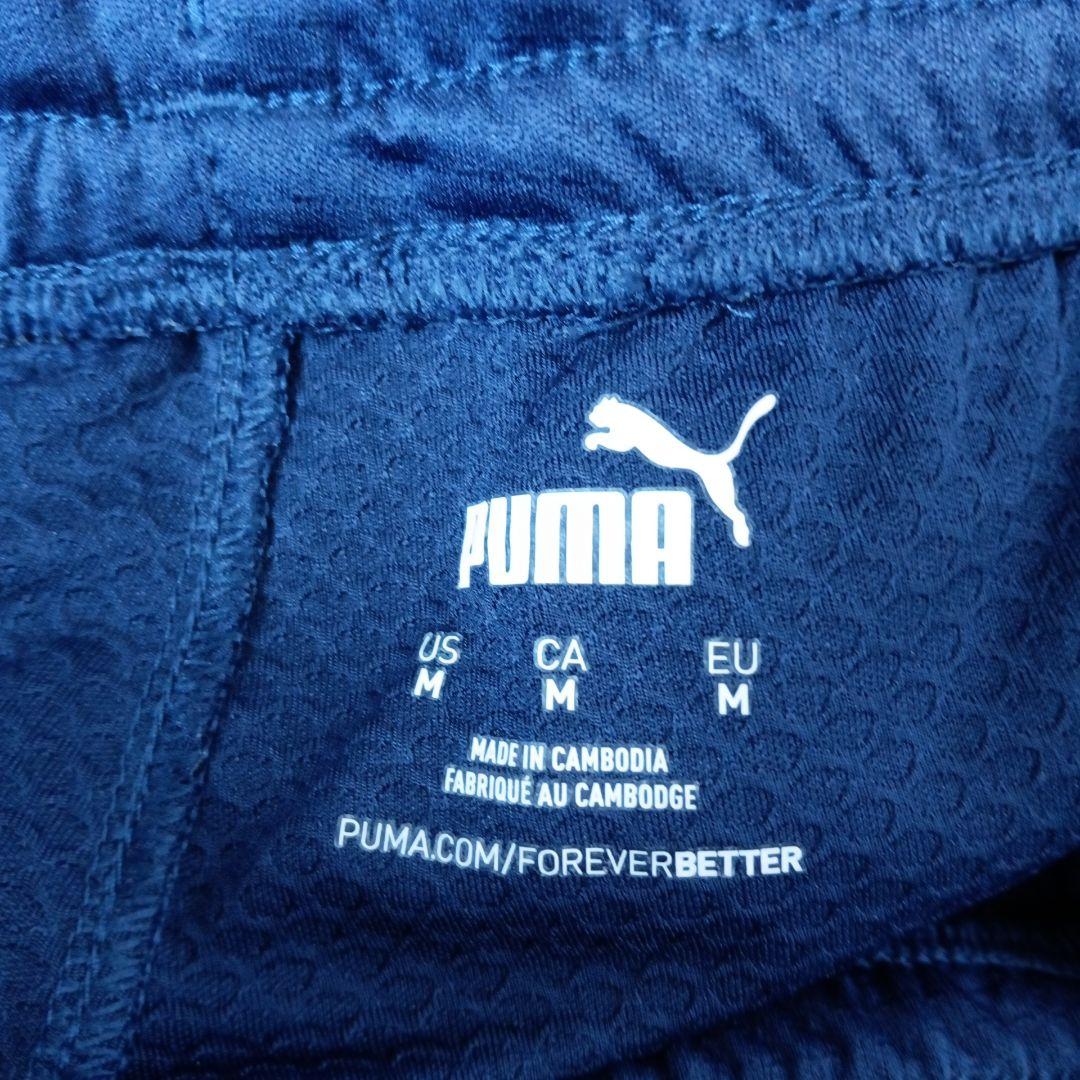 PUMA
US CA EU
M M M
MADE IN CAMBODIA
FABRIQUÉ AU CAMBODGE
PUMA.COM/FOREVERBETTER